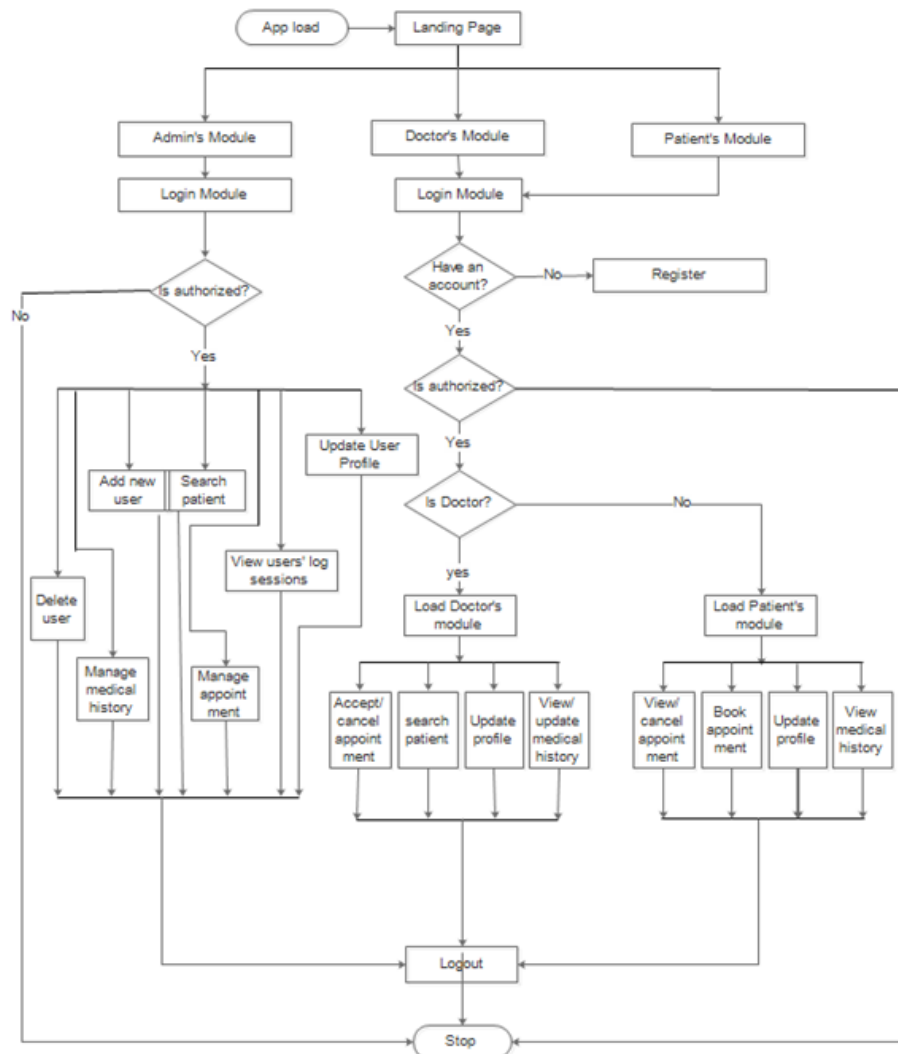 App load
Landing Page
Admin's Module
Doctor's Module
Patient's Module
Login Module
Login Module
Have an
account?
No
Register
Is authorized?
No
Yes
Yes
Is authorized?
Update User
Profile
Yes
Add new
user
Search
patient
Is Doctor?
No
View users' log
sessions
yes
Delete
user
Load Doctor's
module
Load Patient's
module
Manage
medical
history
Manage
appoint
ment
Accept/
cancel
appoint
ment
search
patient
Update
profile
View/
update
medical
history
View/
cancel
appoint
ment
Book
appoint
ment
Update
profile
View
medical
history
Logout
Stop